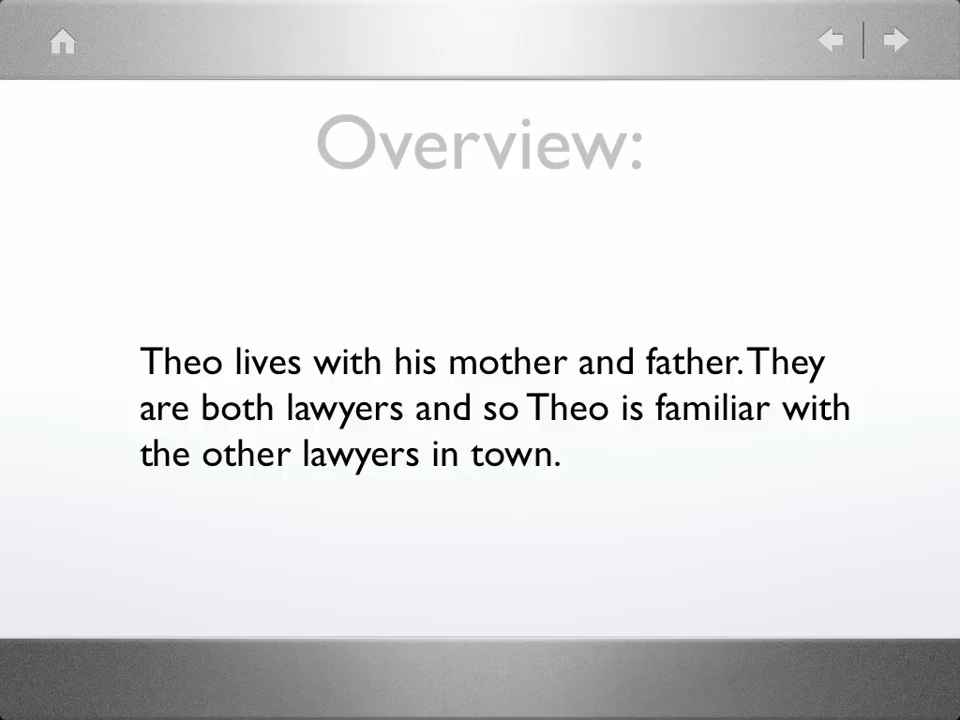 Overview:
Theo lives with his mother and father. They
are both lawyers and so Theo is familiar with
the other lawyers in town.